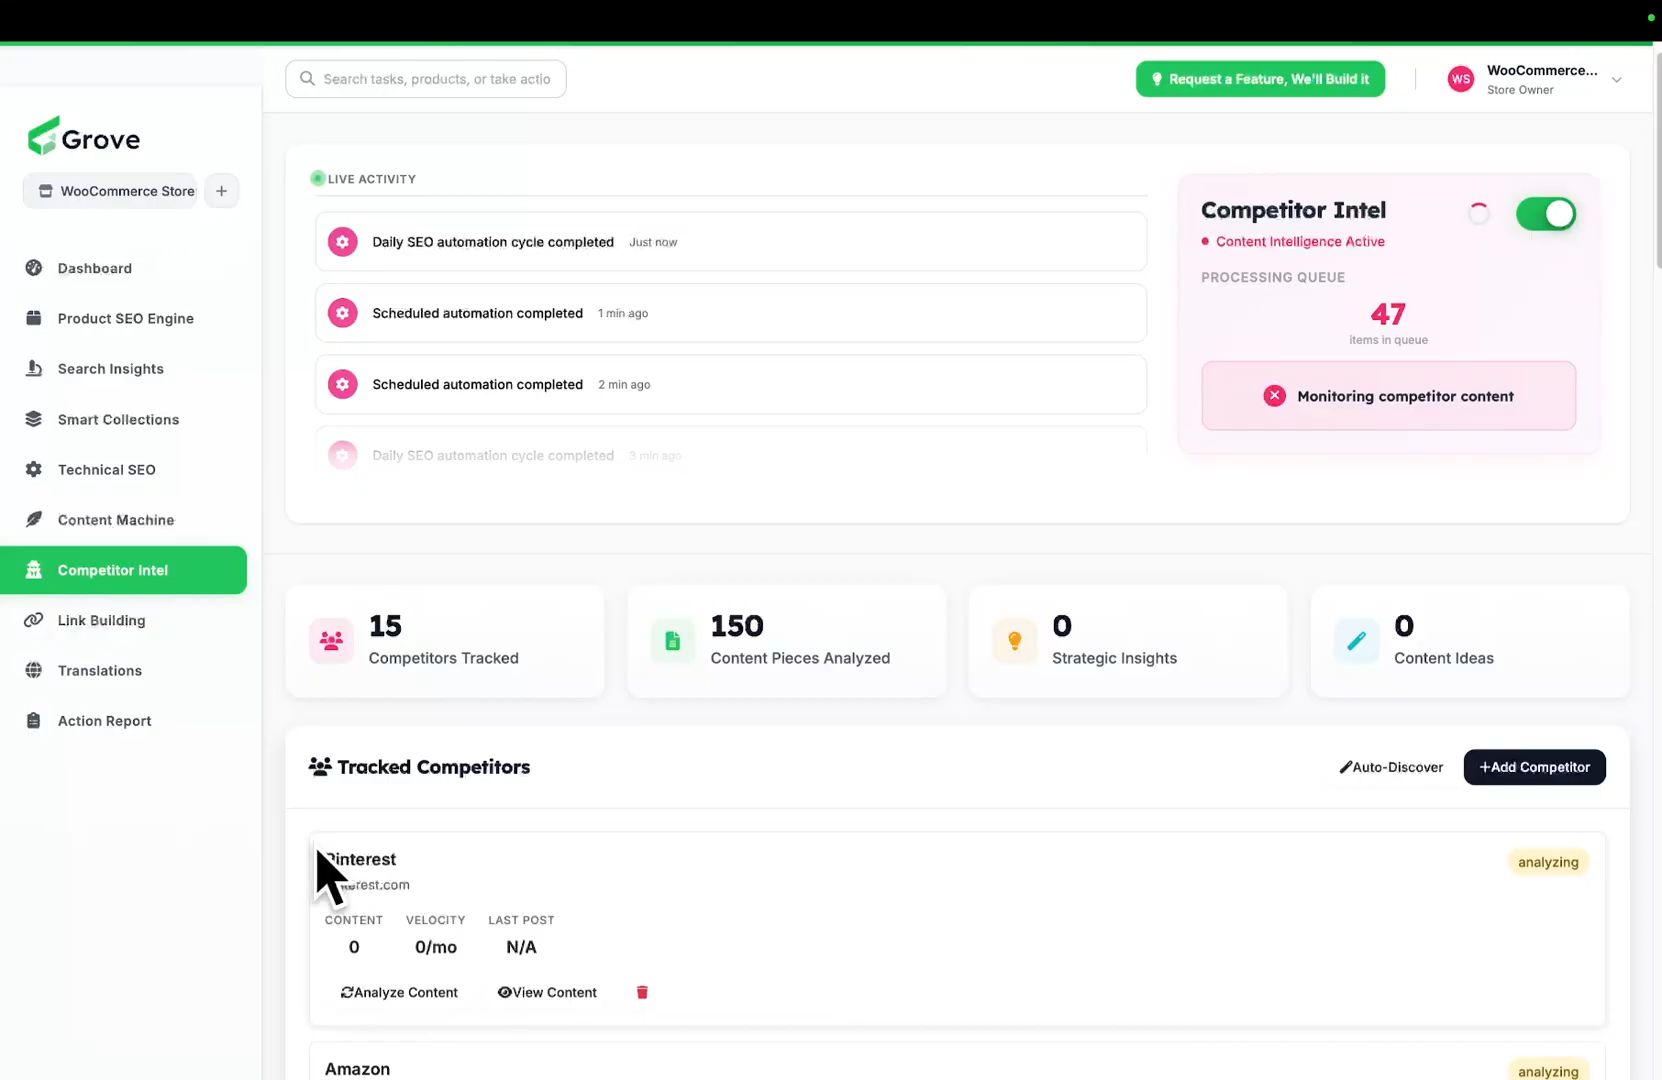 Search tasks, products, or take actio
Request a Feature, We'll Build it
WS
WooCommerce...
Store Owner
Grove
WooCommerce Store
+
Dashboard
Product SEO Engine
Search Insights
Smart Collections
Technical SEO
Content Machine
Competitor Intel
Link Building
Translations
Action Report
LIVE ACTIVITY
Daily SEO automation cycle completed Just now
Scheduled automation completed 1 min ago
Scheduled automation completed 2 min ago
Daily SEO automation cycle completed 3 min ago
Competitor Intel
Content Intelligence Active
PROCESSING QUEUE
47
items in queue
Monitoring competitor content
15
Competitors Tracked
150
Content Pieces Analyzed
0
Strategic Insights
0
Content Ideas
Tracked Competitors
Auto-Discover
+Add Competitor
Pinterest
analyzing
CONTENT VELOCITY LAST POST
0 0/mo N/A
Analyze Content
View Content
Amazon
analyzing